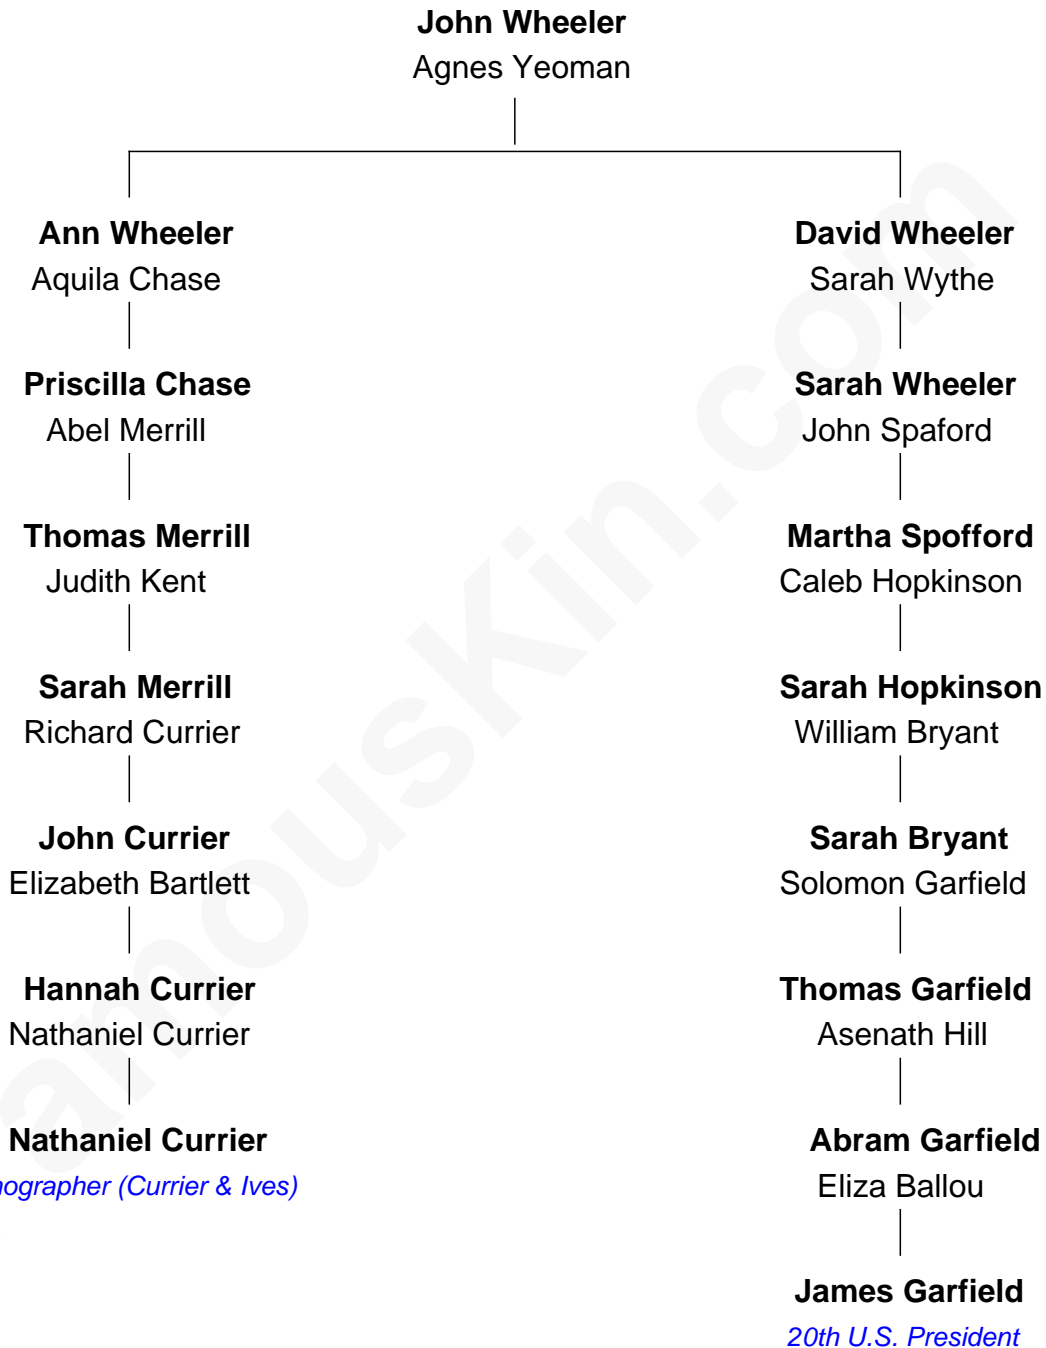 John Wheeler
Agnes Yeoman
Ann Wheeler
Aquila Chase
Priscilla Chase
Abel Merrill
Thomas Merrill
Judith Kent
Sarah Merrill
Richard Currier
John Currier
Elizabeth Bartlett
Hannah Currier
Nathaniel Currier
Nathaniel Currier
(Currier & Ives)
David Wheeler
Sarah Wythe
Sarah Wheeler
John Spaford
Martha Spofford
Caleb Hopkinson
Sarah Hopkinson
William Bryant
Sarah Bryant
Solomon Garfield
Thomas Garfield
Asenath Hill
Abram Garfield
Eliza Ballou
James Garfield
20th U.S. President
amouskin.com